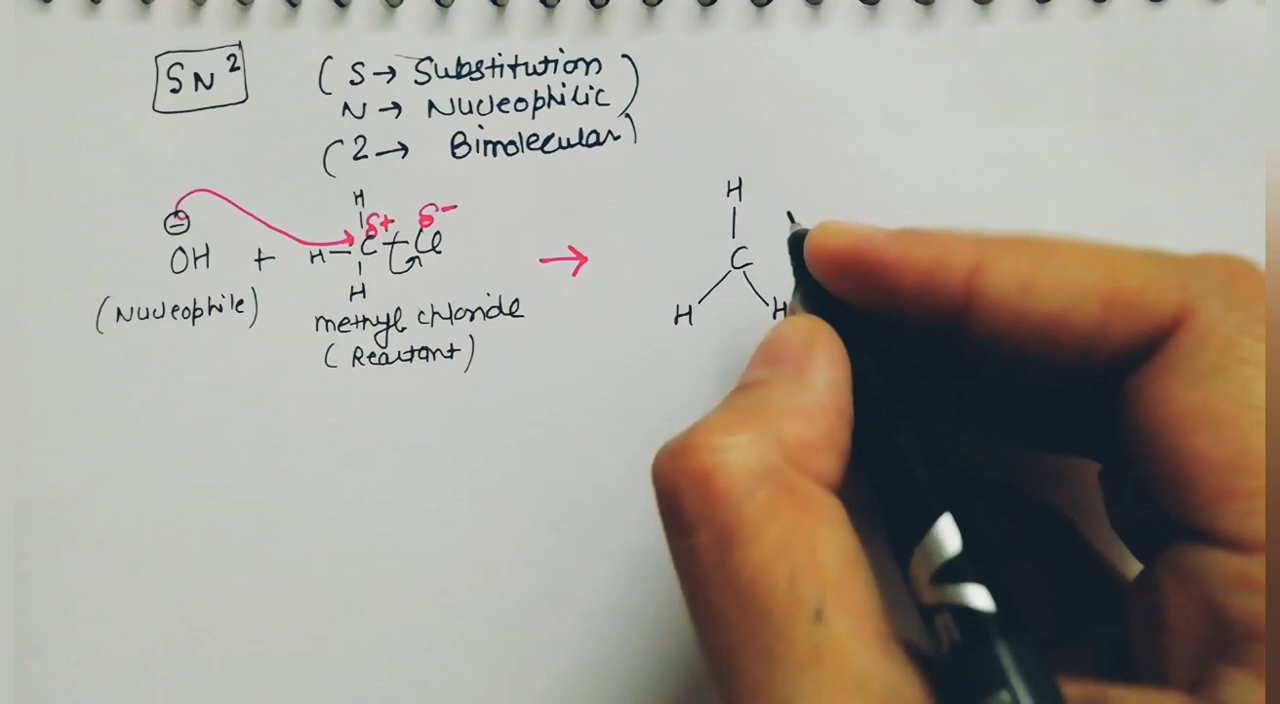 SN² ( S→ Substitution
N → Nucleophilic )
( 2 → Bimolecular )
H
⊖ δ+ δ-
OH + H - C - Cl →
H
(Nucleophile) methyl chloride
( Reactant )
H
C
H H